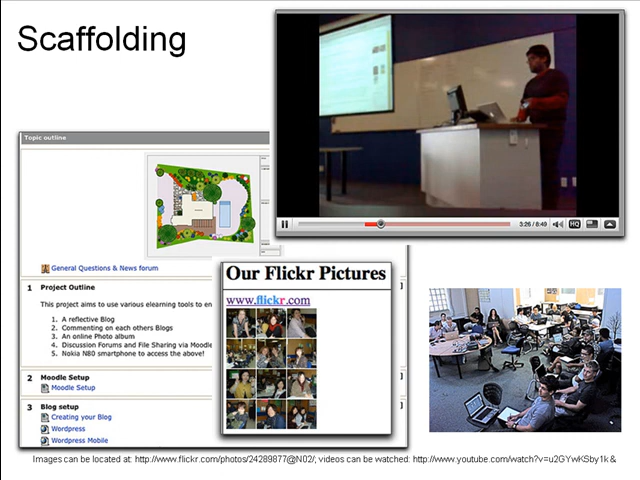 Scaffolding
3:26 / 8:49
HQ
Topic outline
General Questions & News forum
1 Project Outline
This project aims to use various elearning tools to en
1. A reflective Blog
2. Commenting on each others Blogs
3. An online Photo album
4. Discussion Forums and File Sharing via Moodle
5. Nokia N80 smartphone to access the above!
2 Moodle Setup
Moodle Setup
3 Blog setup
Creating your Blog
Wordpress
Wordpress Mobile
Our Flickr Pictures
www.flickr.com
Images can be located at: http://www.flickr.com/photos/24289877@N02/; videos can be watched: http://www.youtube.com/watch?v=u2GYwKSby1k&